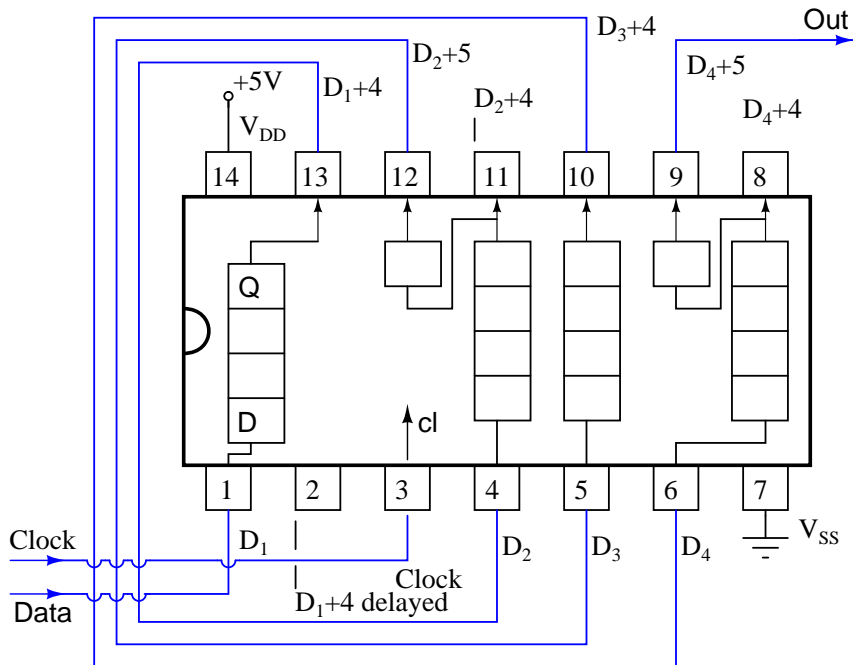 Out
D3+4
D2+5
D4+5
+5V
D1+4
D2+4
D4+4
VDD
14
13
12
11
10
9
8
Q
D
cl
1
2
3
4
5
6
7
Clock
D1
D2
D3
D4
VSS
Clock
Data
D1+4 delayed